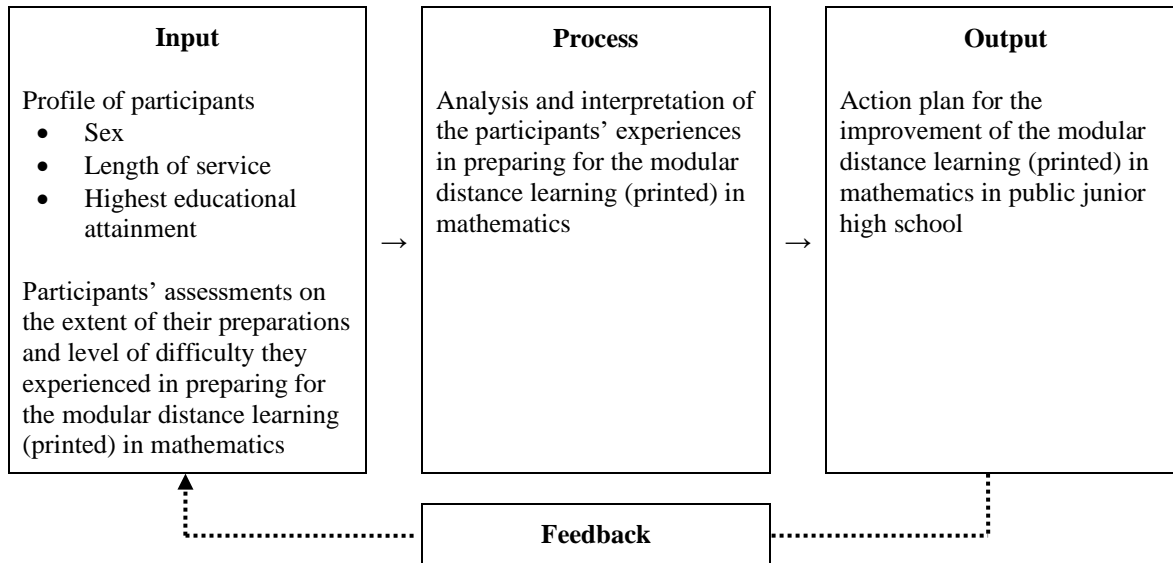 Input
Profile of participants
• Sex
• Length of service
• Highest educational
attainment
Participants’ assessments on
the extent of their preparations
and level of difficulty they
experienced in preparing for
the modular distance learning
(printed) in mathematics
→
Process
Analysis and interpretation of
the participants’ experiences
in preparing for the modular
distance learning (printed) in
mathematics
→
Output
Action plan for the
improvement of the modular
distance learning (printed) in
mathematics in public junior
high school
Feedback